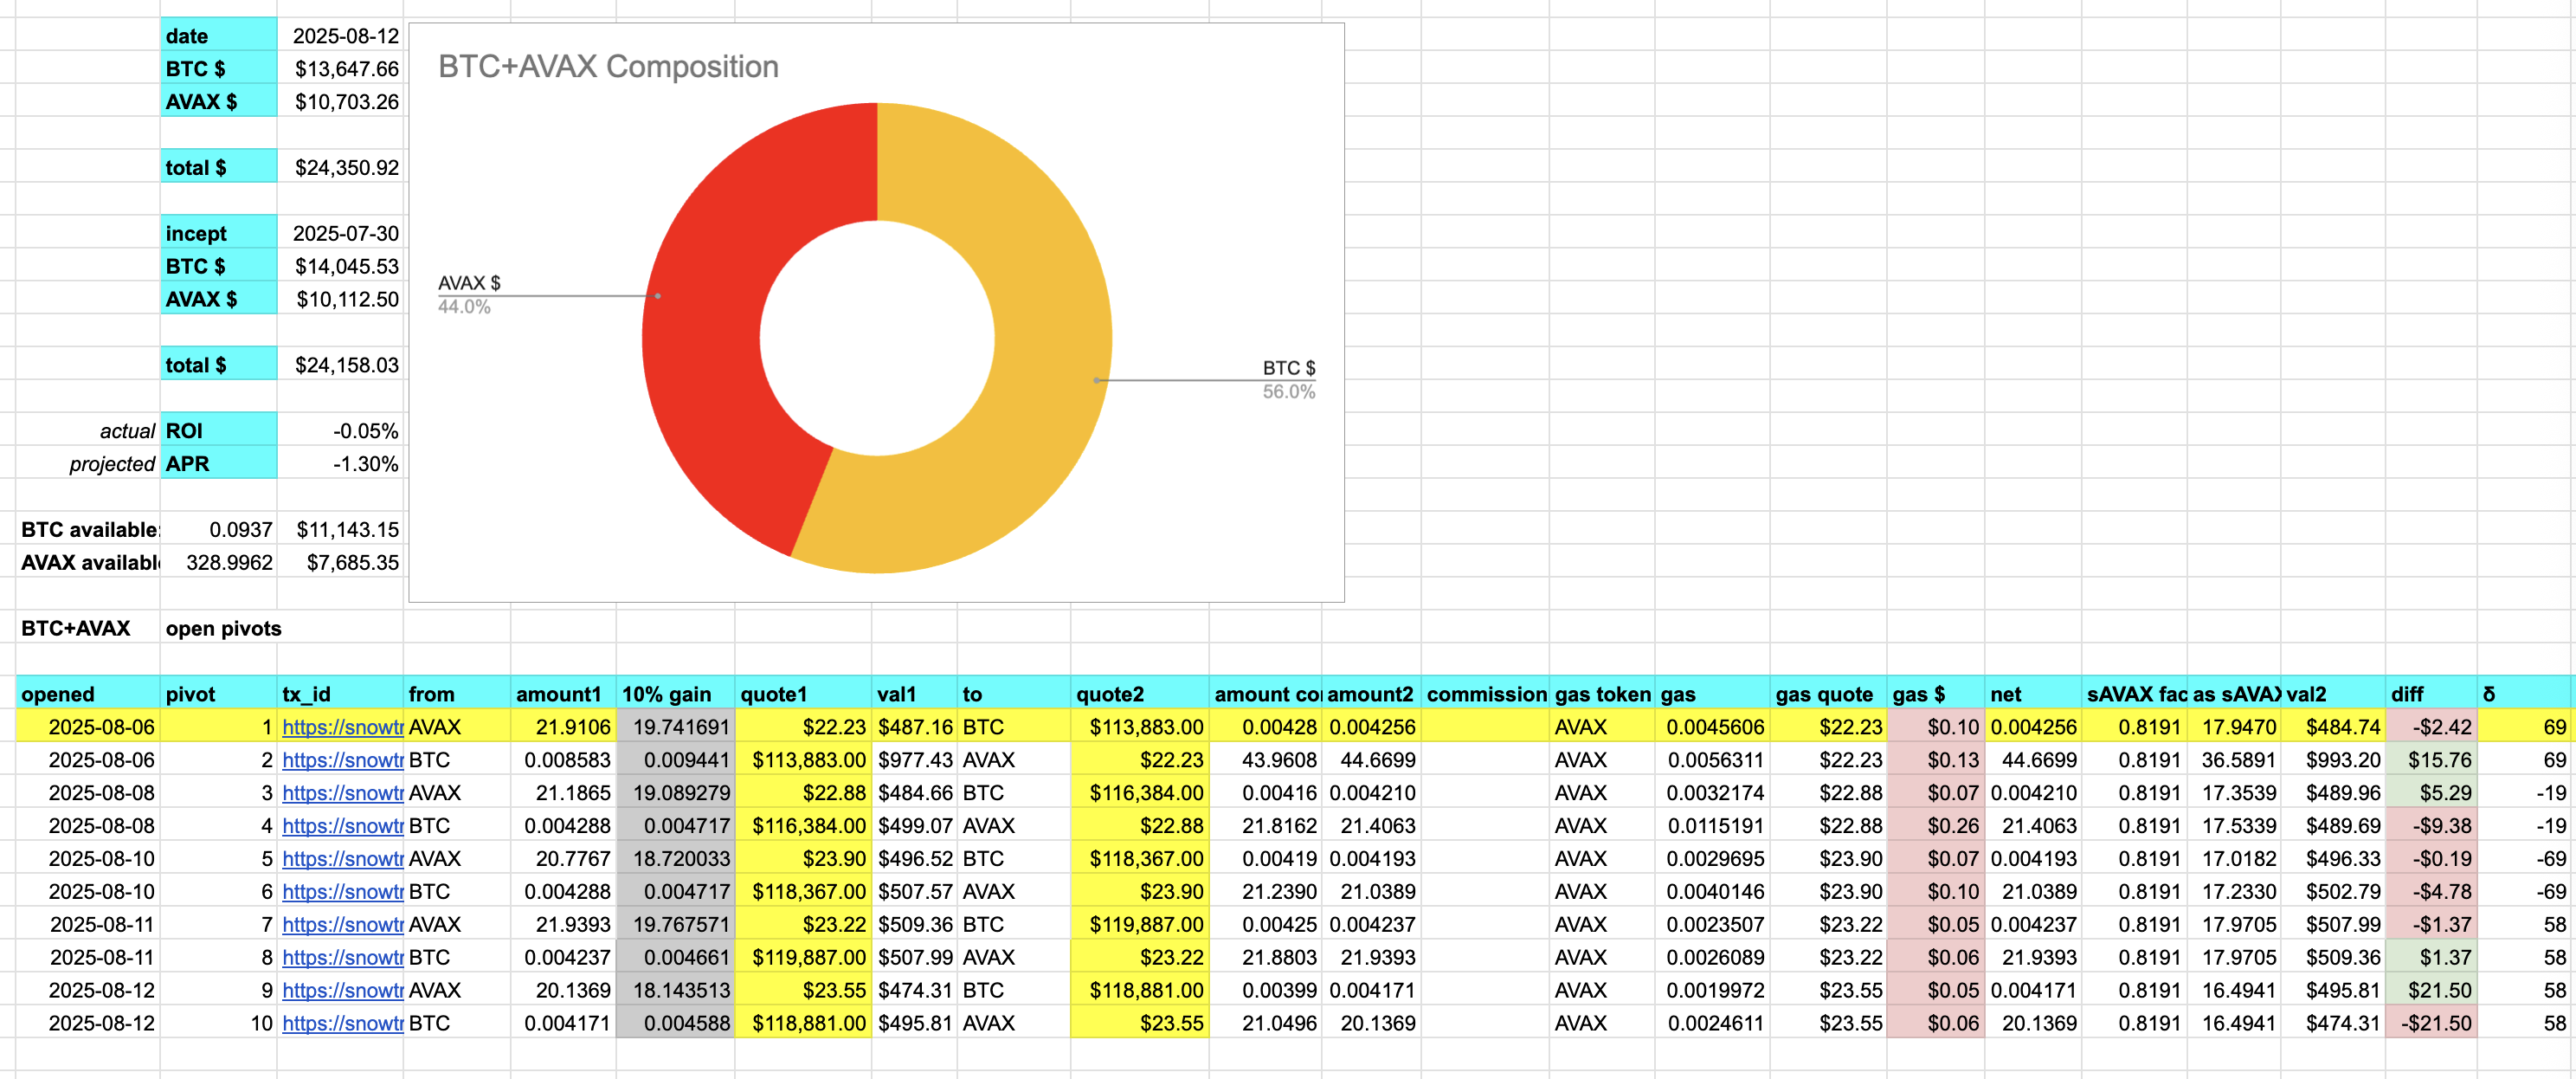 date 2025-08-12
BTC $ $13,647.66
AVAX $ $10,703.26
total $ $24,350.92
incept 2025-07-30
BTC $ $14,045.53
AVAX $ $10,112.50
total $ $24,158.03
actual ROI -0.05%
projected APR -1.30%
BTC available: 0.0937 $11,143.15
AVAX availabl 328.9962 $7,685.35
BTC+AVAX Composition
AVAX $
44.0%
BTC $
56.0%
BTC+AVAX open pivots
opened pivot tx_id from amount1 10% gain quote1 val1 to quote2 amount co amount2 commission gas token gas gas quote gas $ net sAVAX fac as sAVAX val2 diff δ
2025-08-06 1 https://snowtr AVAX 21.9106 19.741691 $22.23 $487.16 BTC $113,883.00 0.00428 0.004256 AVAX 0.0045606 $22.23 $0.10 0.004256 0.8191 17.9470 $484.74 -$2.42 69
2025-08-06 2 https://snowtr BTC 0.008583 0.009441 $113,883.00 $977.43 AVAX $22.23 43.9608 44.6699 AVAX 0.0056311 $22.23 $0.13 44.6699 0.8191 36.5891 $993.20 $15.76 69
2025-08-08 3 https://snowtr AVAX 21.1865 19.089279 $22.88 $484.66 BTC $116,384.00 0.00416 0.004210 AVAX 0.0032174 $22.88 $0.07 0.004210 0.8191 17.3539 $489.96 $5.29 -19
2025-08-08 4 https://snowtr BTC 0.004288 0.004717 $116,384.00 $499.07 AVAX $22.88 21.8162 21.4063 AVAX 0.0115191 $22.88 $0.26 21.4063 0.8191 17.5339 $489.69 -$9.38 -19
2025-08-10 5 https://snowtr AVAX 20.7767 18.720033 $23.90 $496.52 BTC $118,367.00 0.00419 0.004193 AVAX 0.0029695 $23.90 $0.07 0.004193 0.8191 17.0182 $496.33 -$0.19 -69
2025-08-10 6 https://snowtr BTC 0.004288 0.004717 $118,367.00 $507.57 AVAX $23.90 21.2390 21.0389 AVAX 0.0040146 $23.90 $0.10 21.0389 0.8191 17.2330 $502.79 -$4.78 -69
2025-08-11 7 https://snowtr AVAX 21.9393 19.767571 $23.22 $509.36 BTC $119,887.00 0.00425 0.004237 AVAX 0.0023507 $23.22 $0.05 0.004237 0.8191 17.9705 $507.99 -$1.37 58
2025-08-11 8 https://snowtr BTC 0.004237 0.004661 $119,887.00 $507.99 AVAX $23.22 21.8803 21.9393 AVAX 0.0026089 $23.22 $0.06 21.9393 0.8191 17.9705 $509.36 $1.37 58
2025-08-12 9 https://snowtr AVAX 20.1369 18.143513 $23.55 $474.31 BTC $118,881.00 0.00399 0.004171 AVAX 0.0019972 $23.55 $0.05 0.004171 0.8191 16.4941 $495.81 $21.50 58
2025-08-12 10 https://snowtr BTC 0.004171 0.004588 $118,881.00 $495.81 AVAX $23.55 21.0496 20.1369 AVAX 0.0024611 $23.55 $0.06 20.1369 0.8191 16.4941 $474.31 -$21.50 58